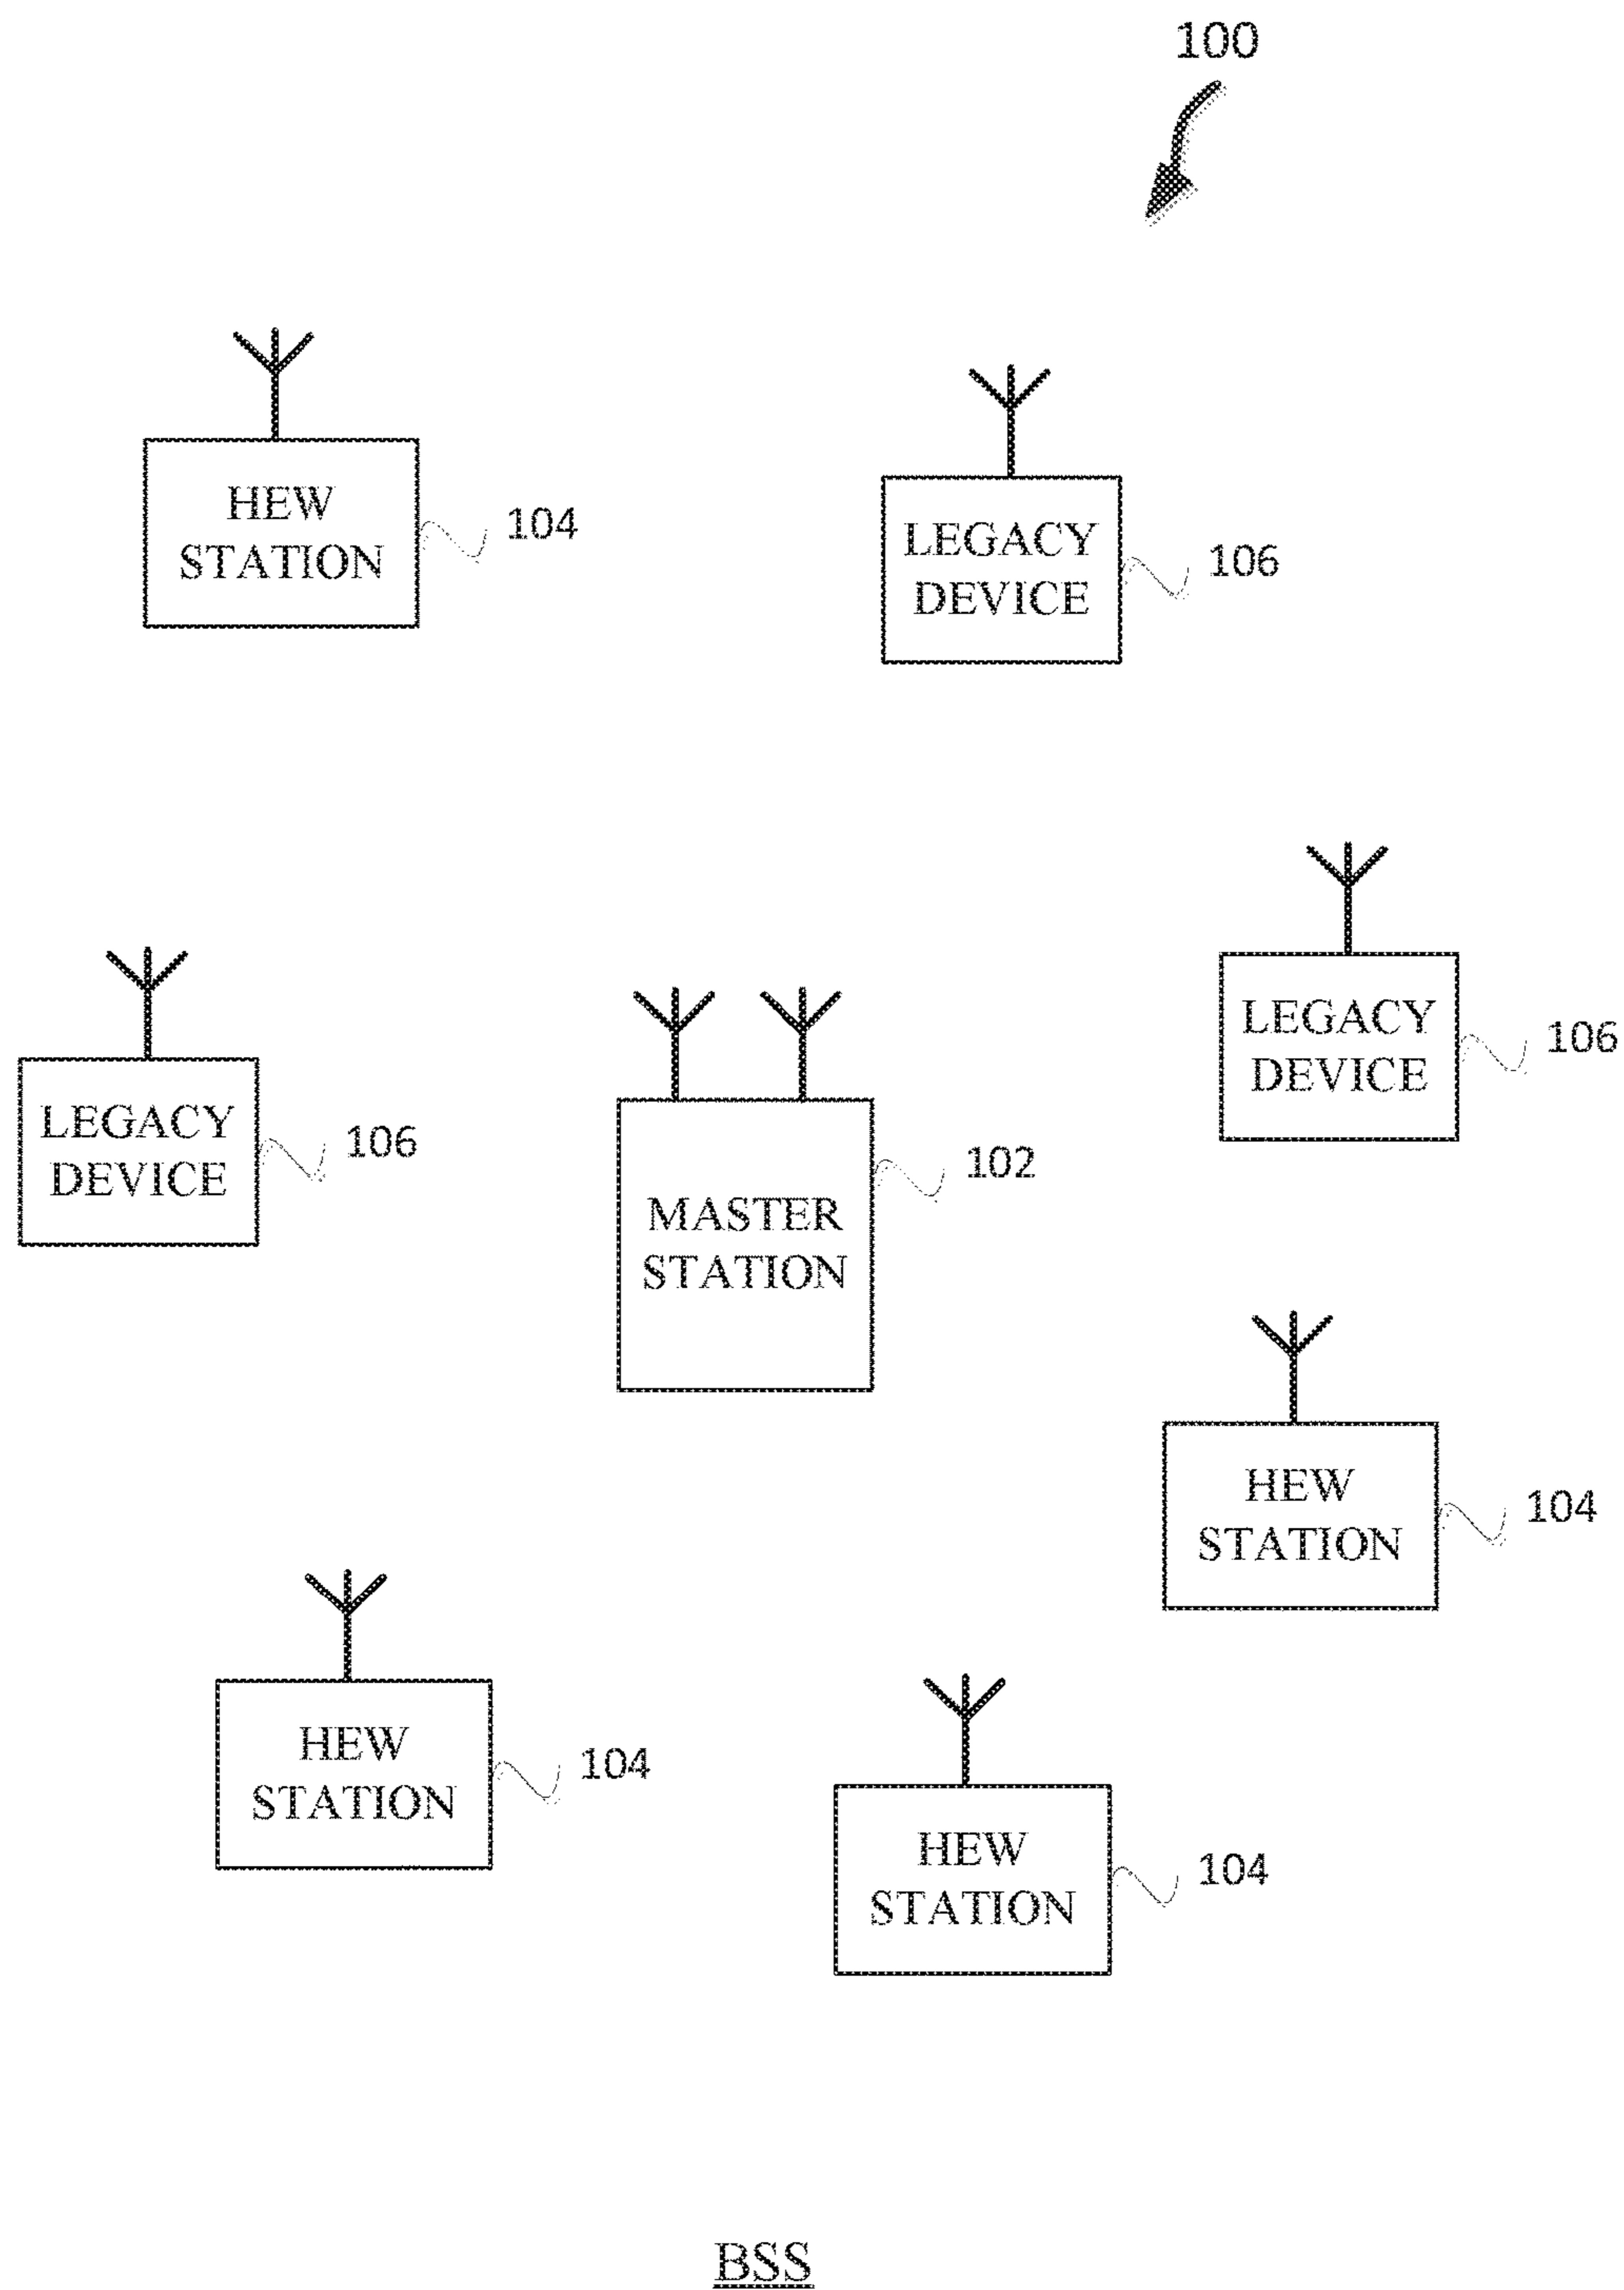 100
HEW
STATION
104
LEGACY
DEVICE
106
LEGACY
DEVICE
106
LEGACY
DEVICE
106
MASTER
STATION
102
HEW
STATION
104
HEW
STATION
104
HEW
STATION
104
BSS